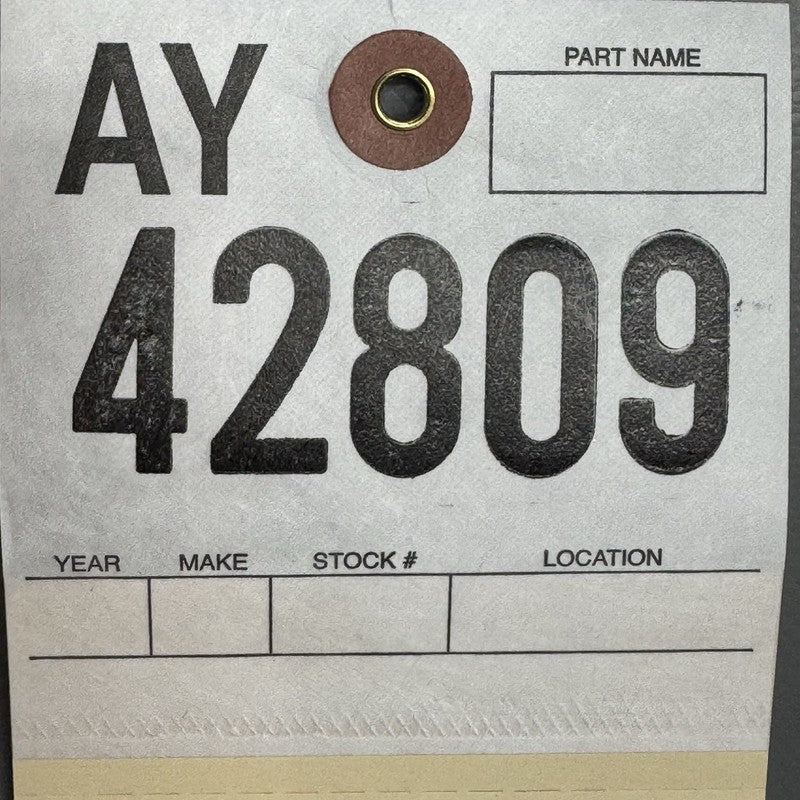 AY
PART NAME
42809
YEAR MAKE STOCK # LOCATION